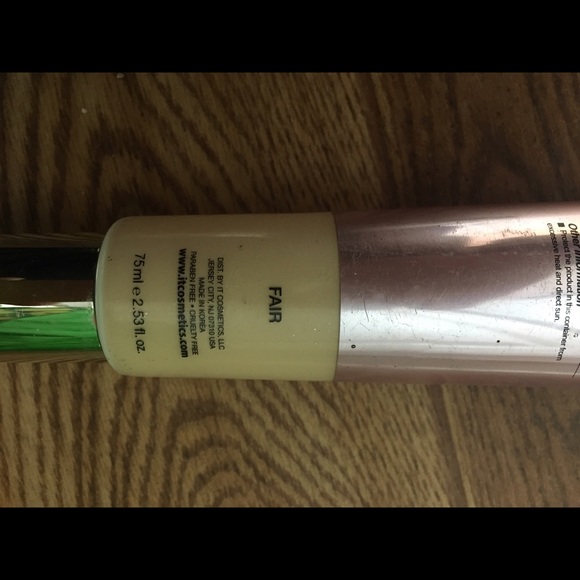 FAIR
DIST. BY IT COSMETICS, LLC
JERSEY CITY, NJ 07310 USA
MADE IN KOREA
PARABEN FREE • CRUELTY FREE
www.itcosmetics.com
75 ml e 2.53 fl. oz.
Other Information
■ Protect the product in this container from
excessive heat and direct sun.